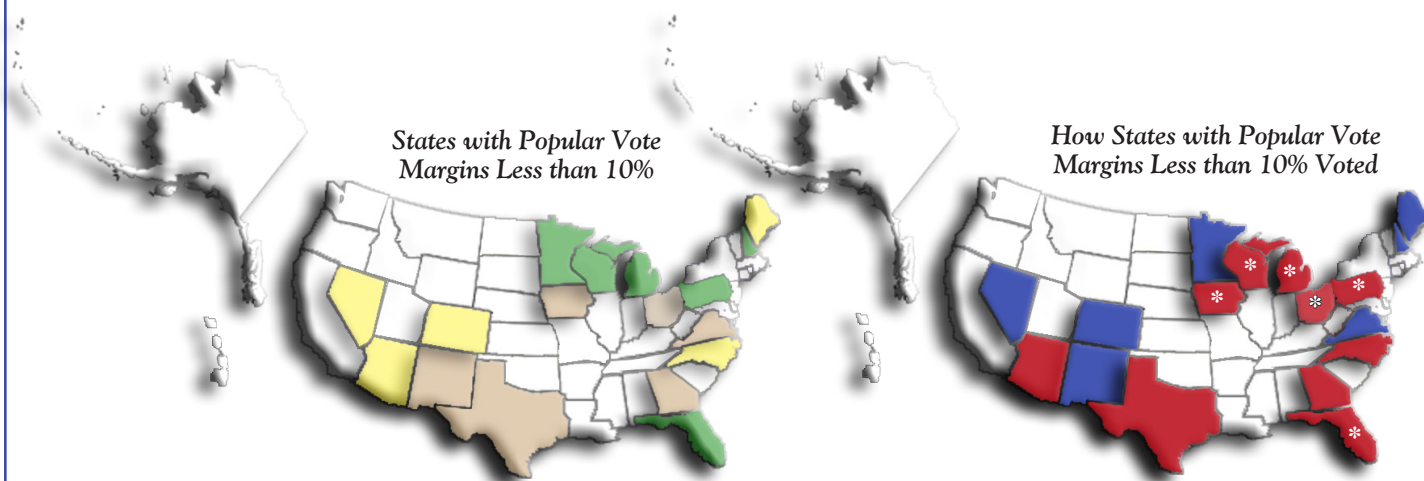 States with Popular Vote
Margins Less than 10%
How States with Popular Vote
Margins Less than 10% Voted
*
*
*
*
*
*